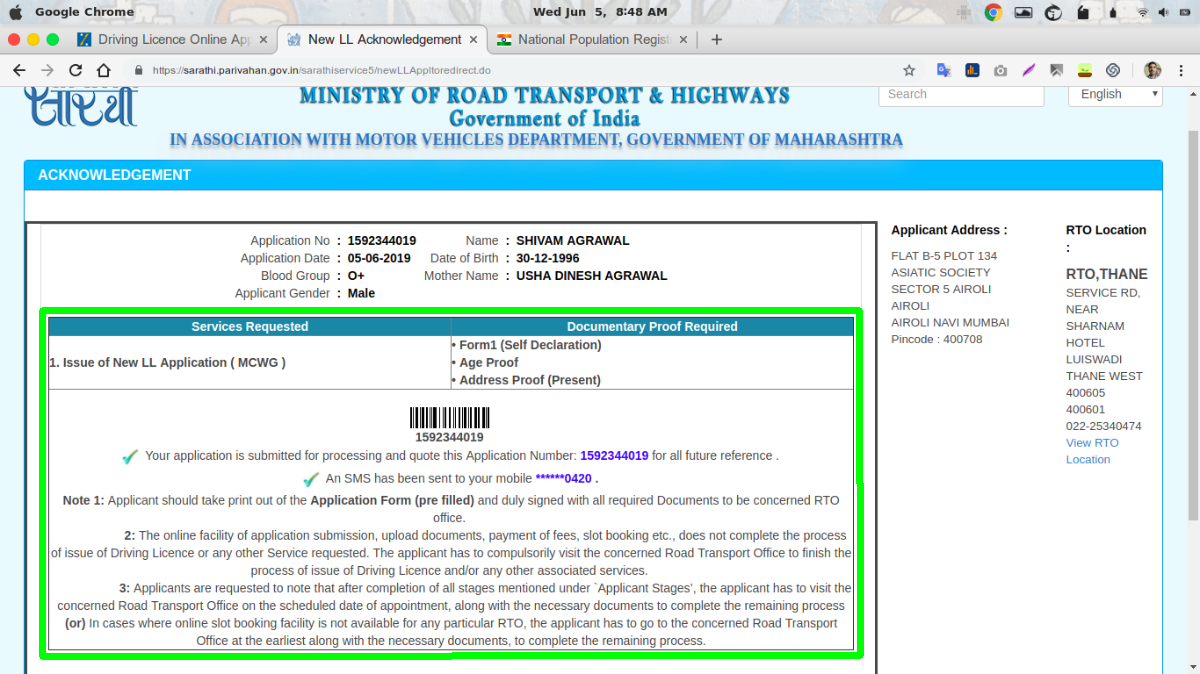 Google Chrome
Wed Jun 5, 8:48 AM
Driving Licence Online App
New LL Acknowledgement
National Population Regist
https://sarathi.parivahan.gov.in/sarathiservice5/newLLAppltoredirect.do
सारथी
MINISTRY OF ROAD TRANSPORT & HIGHWAYS
Government of India
IN ASSOCIATION WITH MOTOR VEHICLES DEPARTMENT, GOVERNMENT OF MAHARASHTRA
Search
English
ACKNOWLEDGEMENT
Application No : 1592344019 Name : SHIVAM AGRAWAL
Application Date : 05-06-2019 Date of Birth : 30-12-1996
Blood Group : O+ Mother Name : USHA DINESH AGRAWAL
Applicant Gender : Male
Services Requested Documentary Proof Required
1. Issue of New LL Application ( MCWG )
• Form1 (Self Declaration)
• Age Proof
• Address Proof (Present)
1592344019
Your application is submitted for processing and quote this Application Number: 1592344019 for all future reference .
An SMS has been sent to your mobile ******0420 .
Note 1: Applicant should take print out of the Application Form (pre filled) and duly signed with all required Documents to be concerned RTO
office.
2: The online facility of application submission, upload documents, payment of fees, slot booking etc., does not complete the process
of issue of Driving Licence or any other Service requested. The applicant has to compulsorily visit the concerned Road Transport Office to finish the
process of issue of Driving Licence and/or any other associated services.
3: Applicants are requested to note that after completion of all stages mentioned under `Applicant Stages', the applicant has to visit the
concerned Road Transport Office on the scheduled date of appointment, along with the necessary documents to complete the remaining process
(or) In cases where online slot booking facility is not available for any particular RTO, the applicant has to go to the concerned Road Transport
Office at the earliest along with the necessary documents, to complete the remaining process.
Applicant Address :
FLAT B-5 PLOT 134
ASIATIC SOCIETY
SECTOR 5 AIROLI
AIROLI
AIROLI NAVI MUMBAI
Pincode : 400708
RTO Location
:
RTO,THANE
SERVICE RD,
NEAR
SHARNAM
HOTEL
LUISWADI
THANE WEST
400605
400601
022-25340474
View RTO
Location